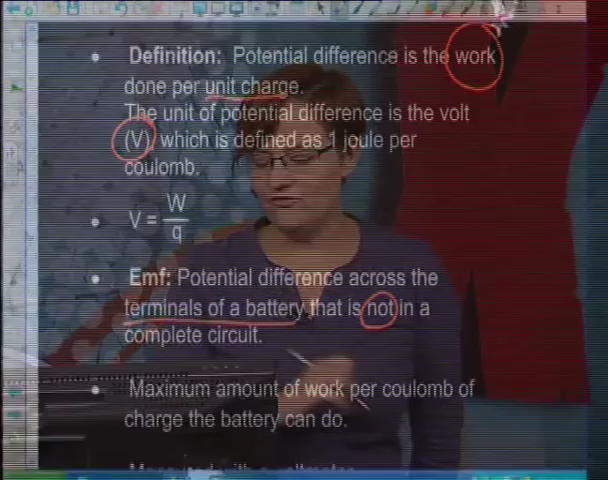 • Definition: Potential difference is the work
done per unit charge.
The unit of potential difference is the volt
(V), which is defined as 1 joule per
coulomb.
• V = W/q
• Emf: Potential difference across the
terminals of a battery that is not in a
complete circuit.
• Maximum amount of work per coulomb of
charge the battery can do.